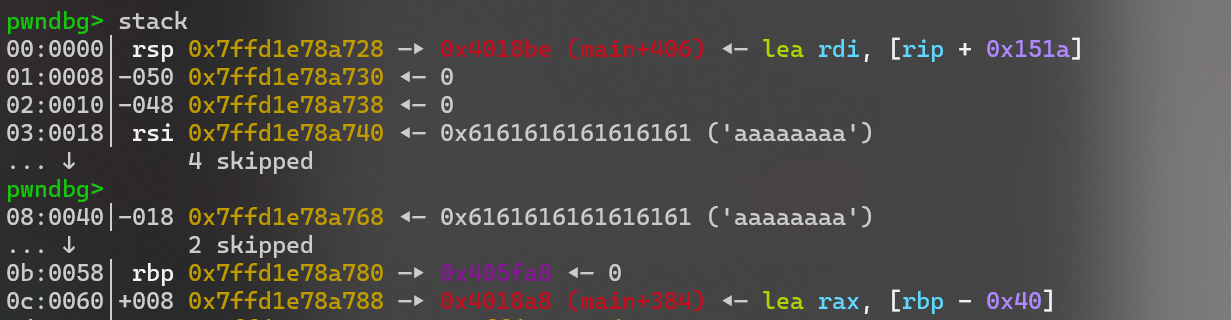 pwndbg> stack
00:0000│ rsp 0x7ffd1e78a728 —▸ 0x4018be (main+406) ◂— lea rdi, [rip + 0x151a]
01:0008│-050 0x7ffd1e78a730 ◂— 0
02:0010│-048 0x7ffd1e78a738 ◂— 0
03:0018│ rsi 0x7ffd1e78a740 ◂— 0x6161616161616161 ('aaaaaaaa')
... ↓ 4 skipped
pwndbg>
08:0040│-018 0x7ffd1e78a768 ◂— 0x6161616161616161 ('aaaaaaaa')
... ↓ 2 skipped
0b:0058│ rbp 0x7ffd1e78a780 —▸ 0x405fa8 ◂— 0
0c:0060│+008 0x7ffd1e78a788 —▸ 0x4018a8 (main+384) ◂— lea rax, [rbp - 0x40]